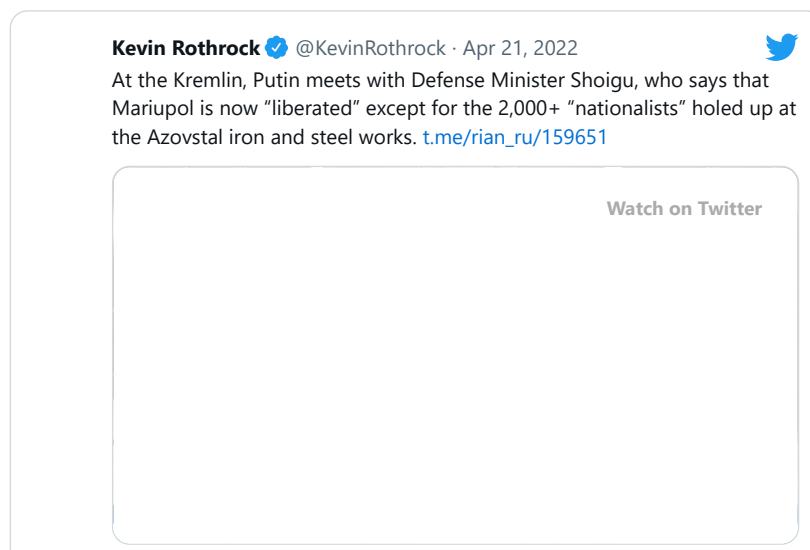 Kevin Rothrock @KevinRothrock · Apr 21, 2022
At the Kremlin, Putin meets with Defense Minister Shoigu, who says that
Mariupol is now “liberated” except for the 2,000+ “nationalists” holed up at
the Azovstal iron and steel works. t.me/rian_ru/159651
Watch on Twitter